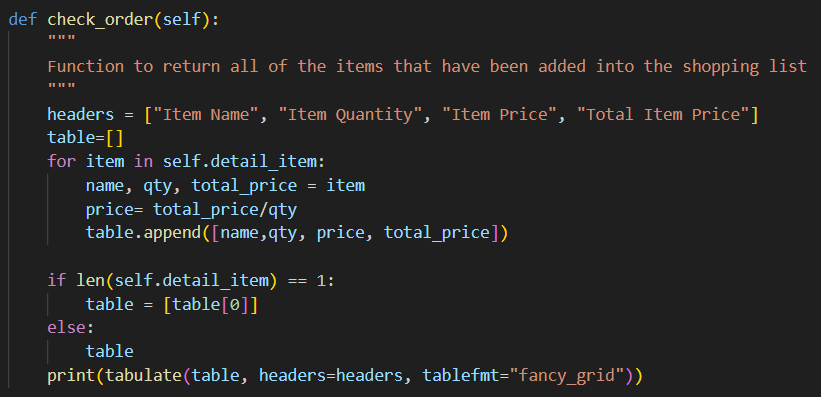 def check_order(self):
    """
    Function to return all of the items that have been added into the shopping list
    """
    headers = ["Item Name", "Item Quantity", "Item Price", "Total Item Price"]
    table=[]
    for item in self.detail_item:
        name, qty, total_price = item
        price= total_price/qty
        table.append([name,qty, price, total_price])

    if len(self.detail_item) == 1:
        table = [table[0]]
    else:
        table
    print(tabulate(table, headers=headers, tablefmt="fancy_grid"))